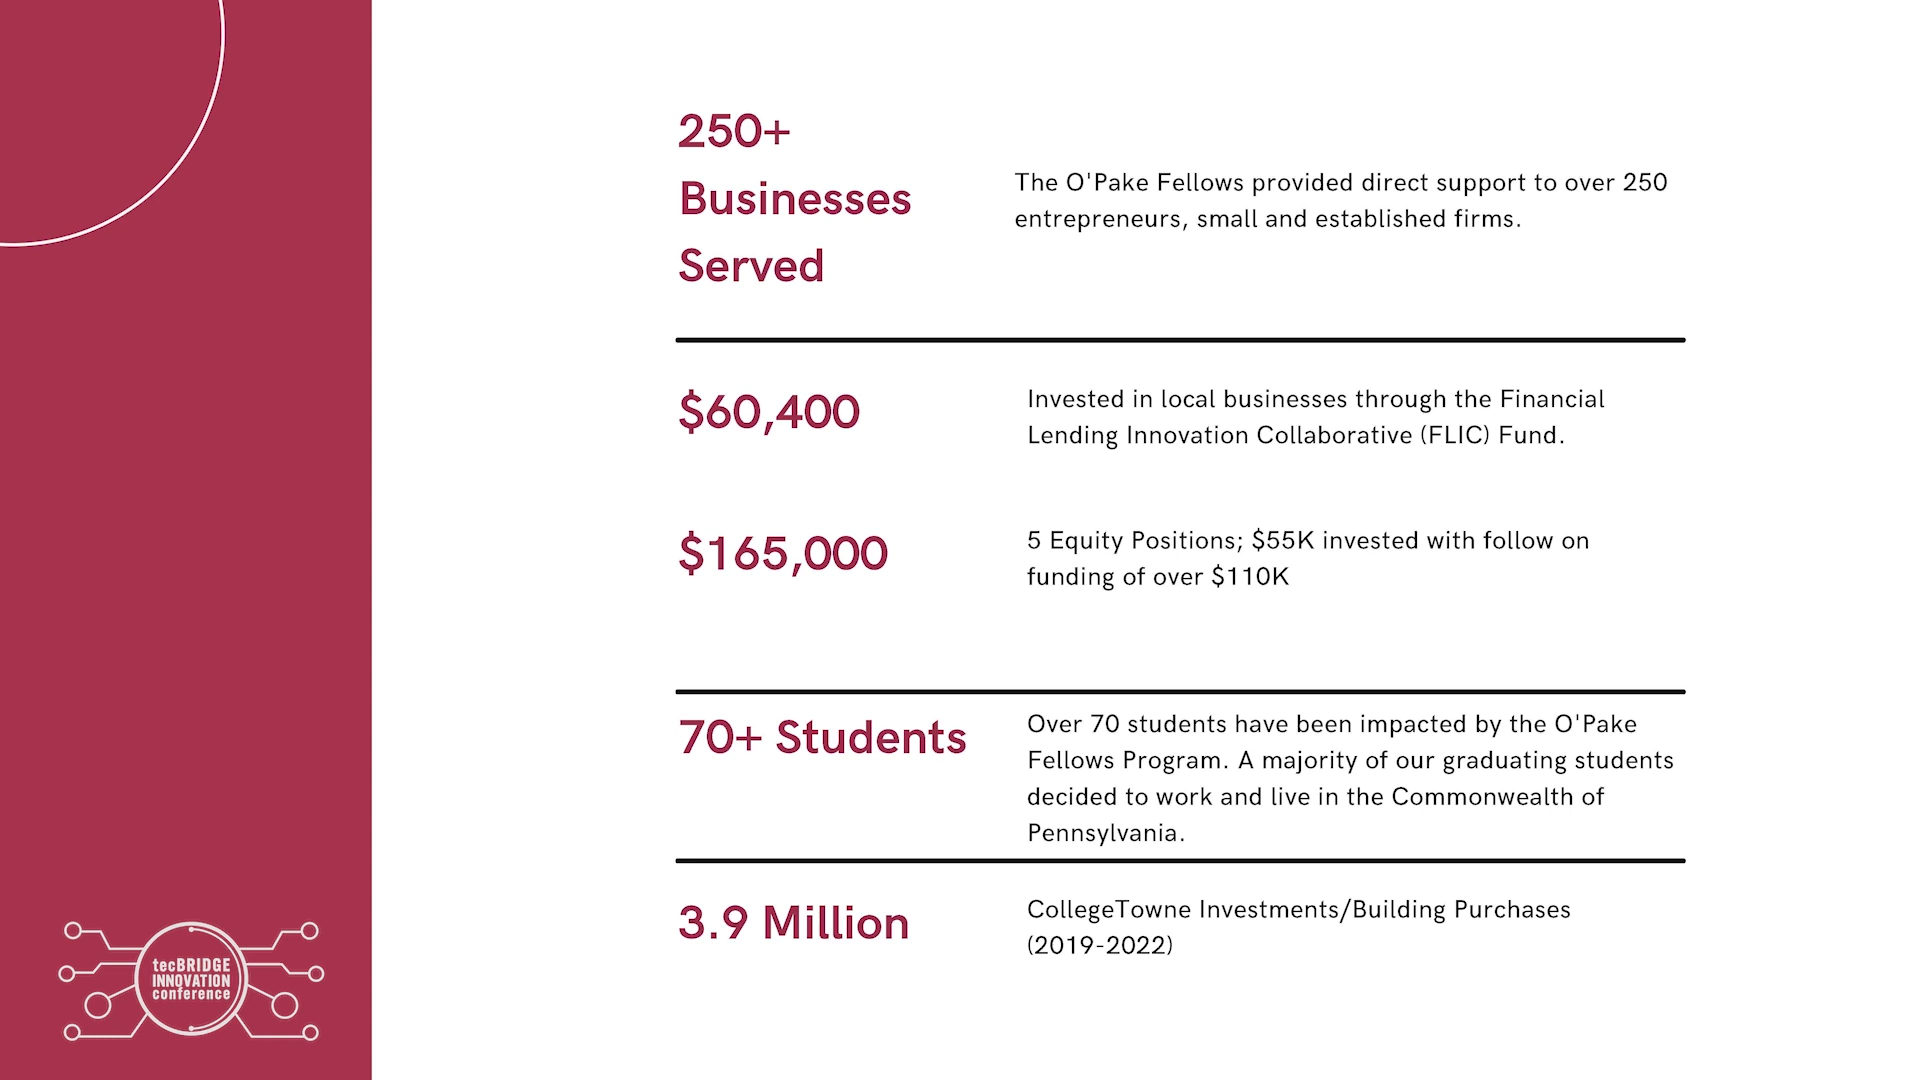 250+
Businesses
Served
The O'Pake Fellows provided direct support to over 250
entrepreneurs, small and established firms.
$60,400
Invested in local businesses through the Financial
Lending Innovation Collaborative (FLIC) Fund.
$165,000
5 Equity Positions; $55K invested with follow on
funding of over $110K
70+ Students
Over 70 students have been impacted by the O'Pake
Fellows Program. A majority of our graduating students
decided to work and live in the Commonwealth of
Pennsylvania.
3.9 Million
CollegeTowne Investments/Building Purchases
(2019-2022)
tecBRIDGE
INNOVATION
conference